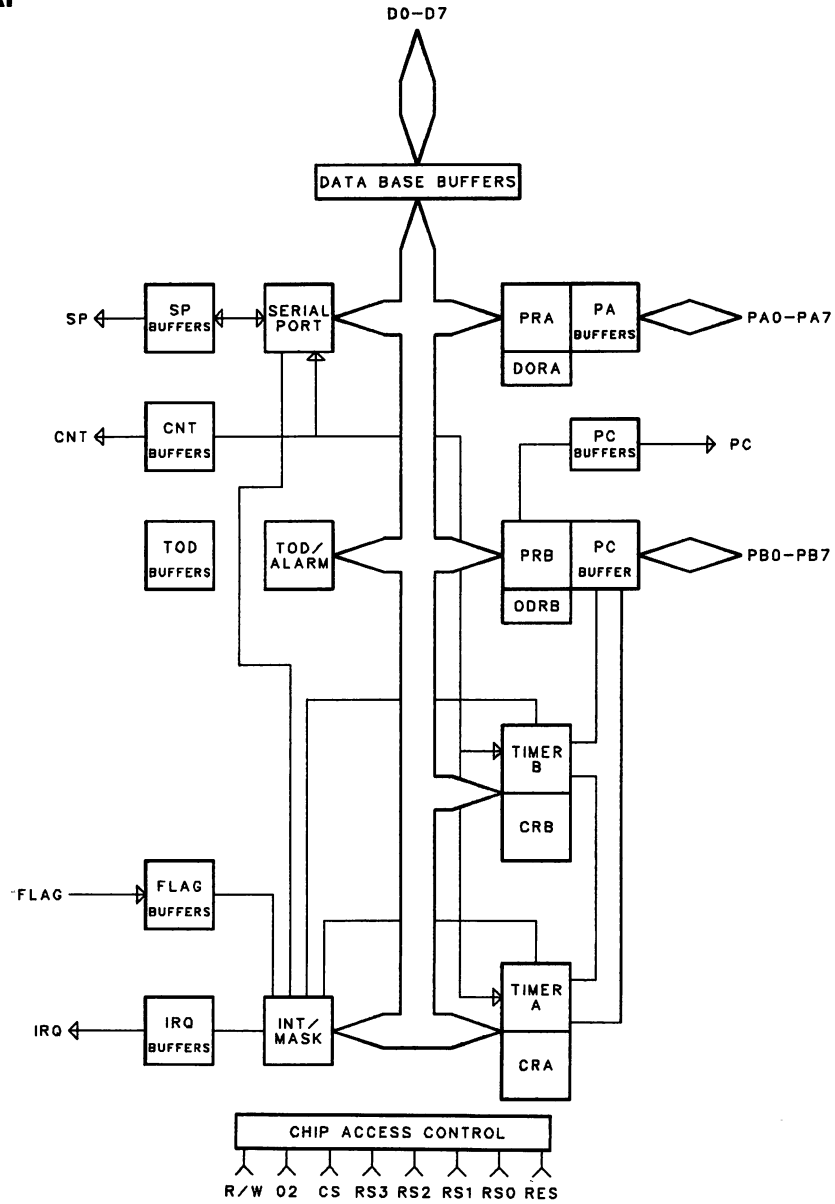 D0-D7
DATA BASE BUFFERS
SP
SP
BUFFERS
SERIAL
PORT
PRA
PA
BUFFERS
PA0-PA7
DORA
CNT
CNT
BUFFERS
PC
BUFFERS
PC
TOD
BUFFERS
TOD/
ALARM
PRB
PC
BUFFER
PB0-PB7
ODRB
TIMER
B
CRB
FLAG
FLAG
BUFFERS
TIMER
A
IRQ
IRQ
BUFFERS
INT/
MASK
CRA
CHIP ACCESS CONTROL
R/W 02 CS RS3 RS2 RS1 RS0 RES